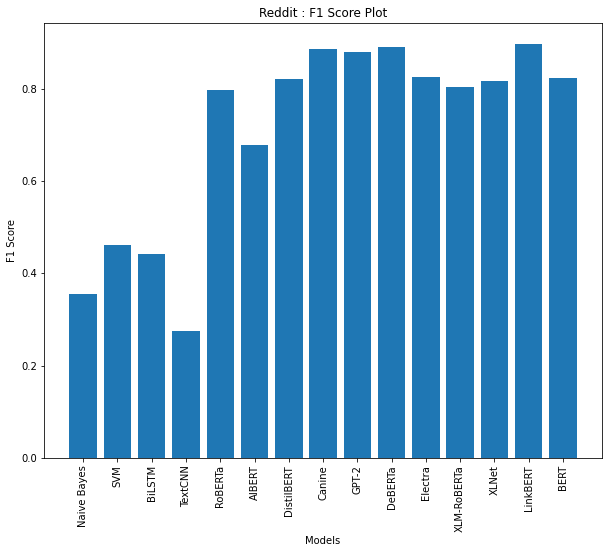 Reddit : F1 Score Plot
F1 Score
0.8
0.6
0.4
0.2
0.0
Naive Bayes
SVM
BiLSTM
TextCNN
RoBERTa
AlBERT
DistilBERT
Canine
GPT-2
DeBERTa
Electra
XLM-RoBERTa
XLNet
LinkBERT
BERT
Models